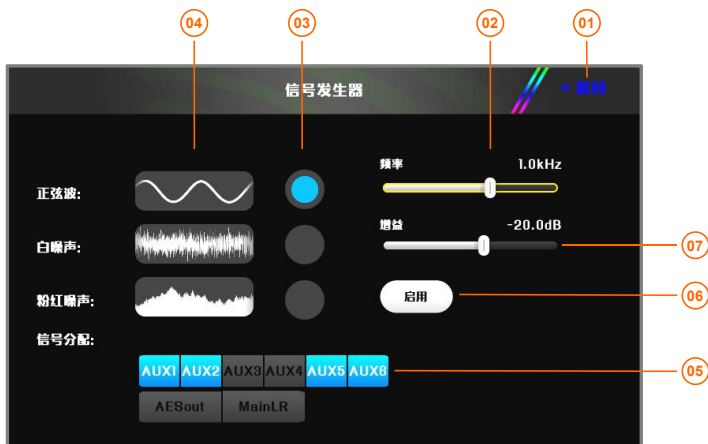 04 03 02 01
信号发生器
< 返回
频率 1.0kHz
正弦波:
增益 -20.0dB
白噪声:
07
启用
06
粉红噪声:
信号分配:
AUX1 AUX2 AUX3 AUX4 AUX5 AUX6
05
AESout MainLR